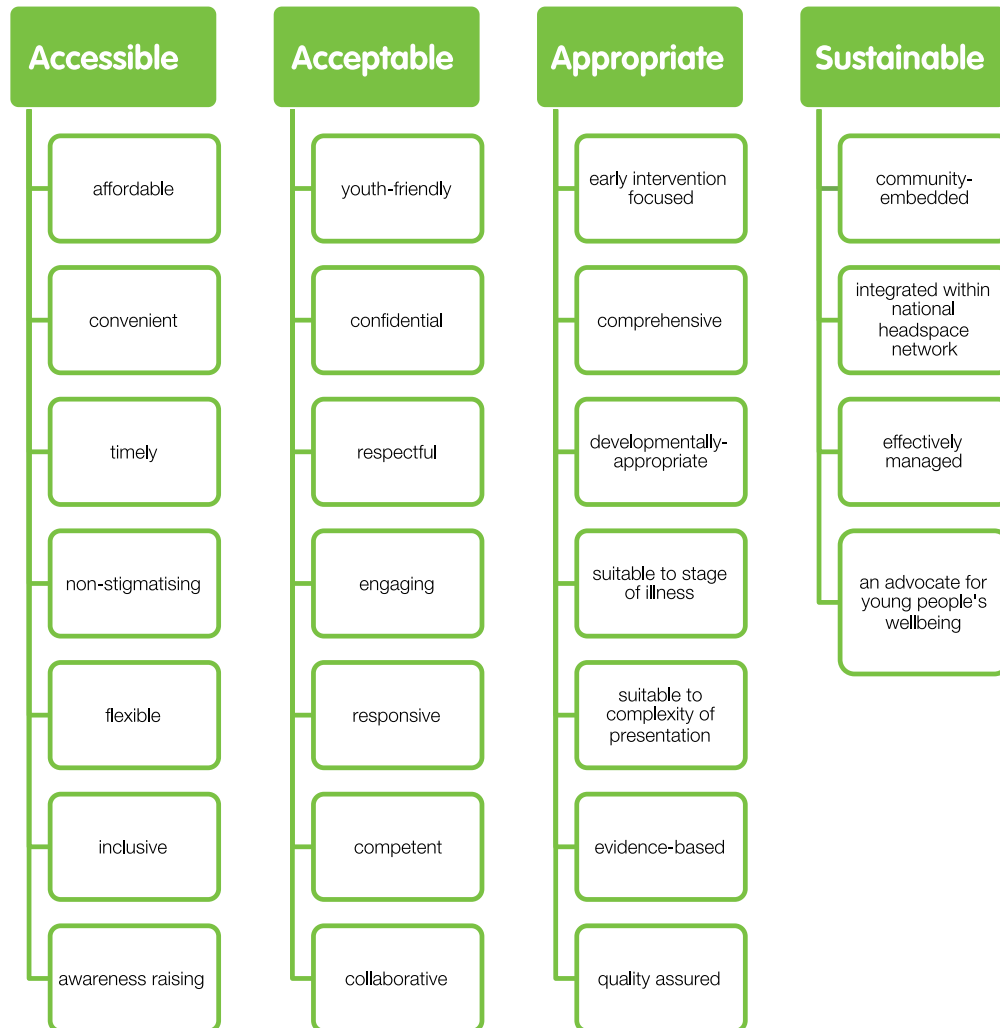 Accessible
affordable
convenient
timely
non-stigmatising
flexible
inclusive
awareness raising
Acceptable
youth-friendly
confidential
respectful
engaging
responsive
competent
collaborative
Appropriate
early intervention
focused
comprehensive
developmentally-
appropriate
suitable to stage
of illness
suitable to
complexity of
presentation
evidence-based
quality assured
Sustainable
community-
embedded
integrated within
national
headspace
network
effectively
managed
an advocate for
young people's
wellbeing